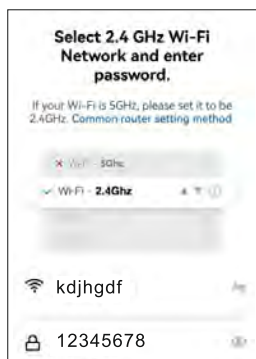 Select 2.4 GHz Wi-Fi
Network and enter
password.
If your Wi-Fi is 5GHz, please set it to be
2.4GHz. Common router setting method
Wi-Fi - 5Ghz
Wi-Fi - 2.4Ghz
kdjhgdf
12345678